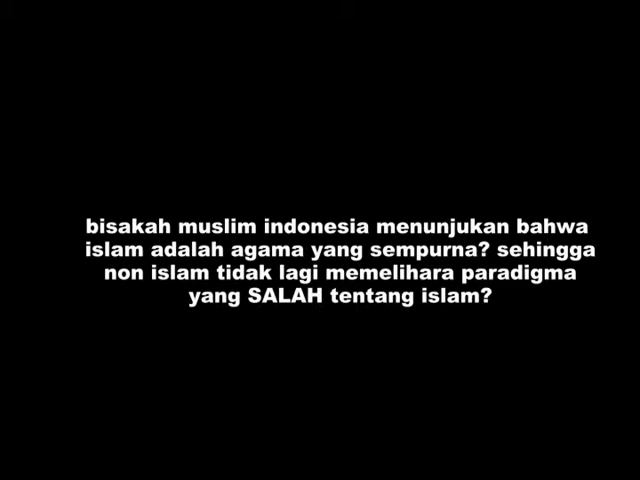 bisakah muslim indonesia menunjukan bahwa
islam adalah agama yang sempurna? sehingga
non islam tidak lagi memelihara paradigma
yang SALAH tentang islam?